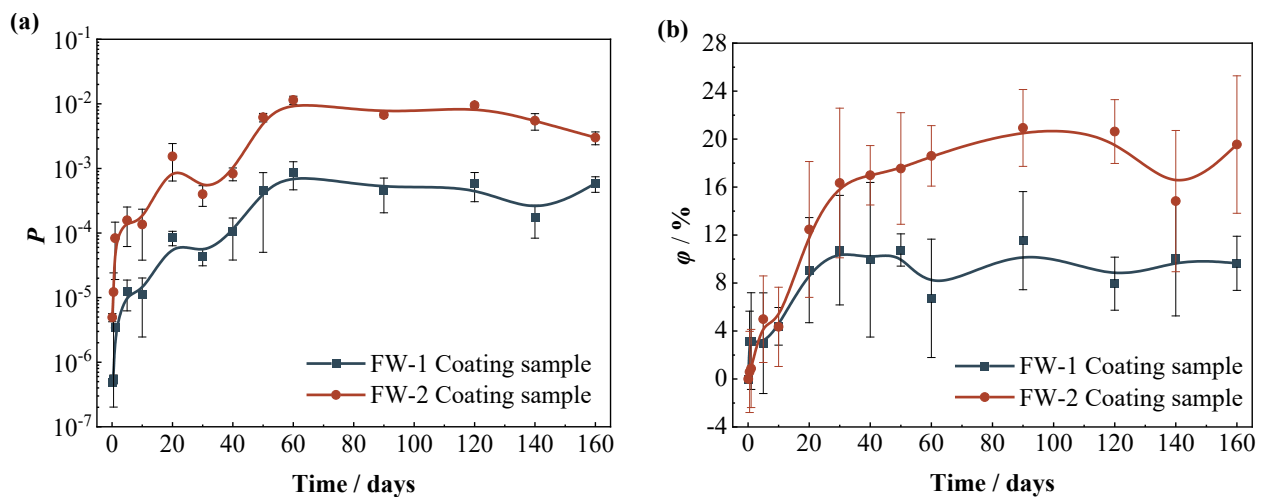 (a)
10⁻¹
10⁻²
10⁻³
10⁻⁴
10⁻⁵
10⁻⁶
10⁻⁷
P
FW-1 Coating sample
FW-2 Coating sample
0 20 40 60 80 100 120 140 160
Time / days
(b)
28
24
20
16
12
8
4
0
-4
φ / %
FW-1 Coating sample
FW-2 Coating sample
0 20 40 60 80 100 120 140 160
Time / days